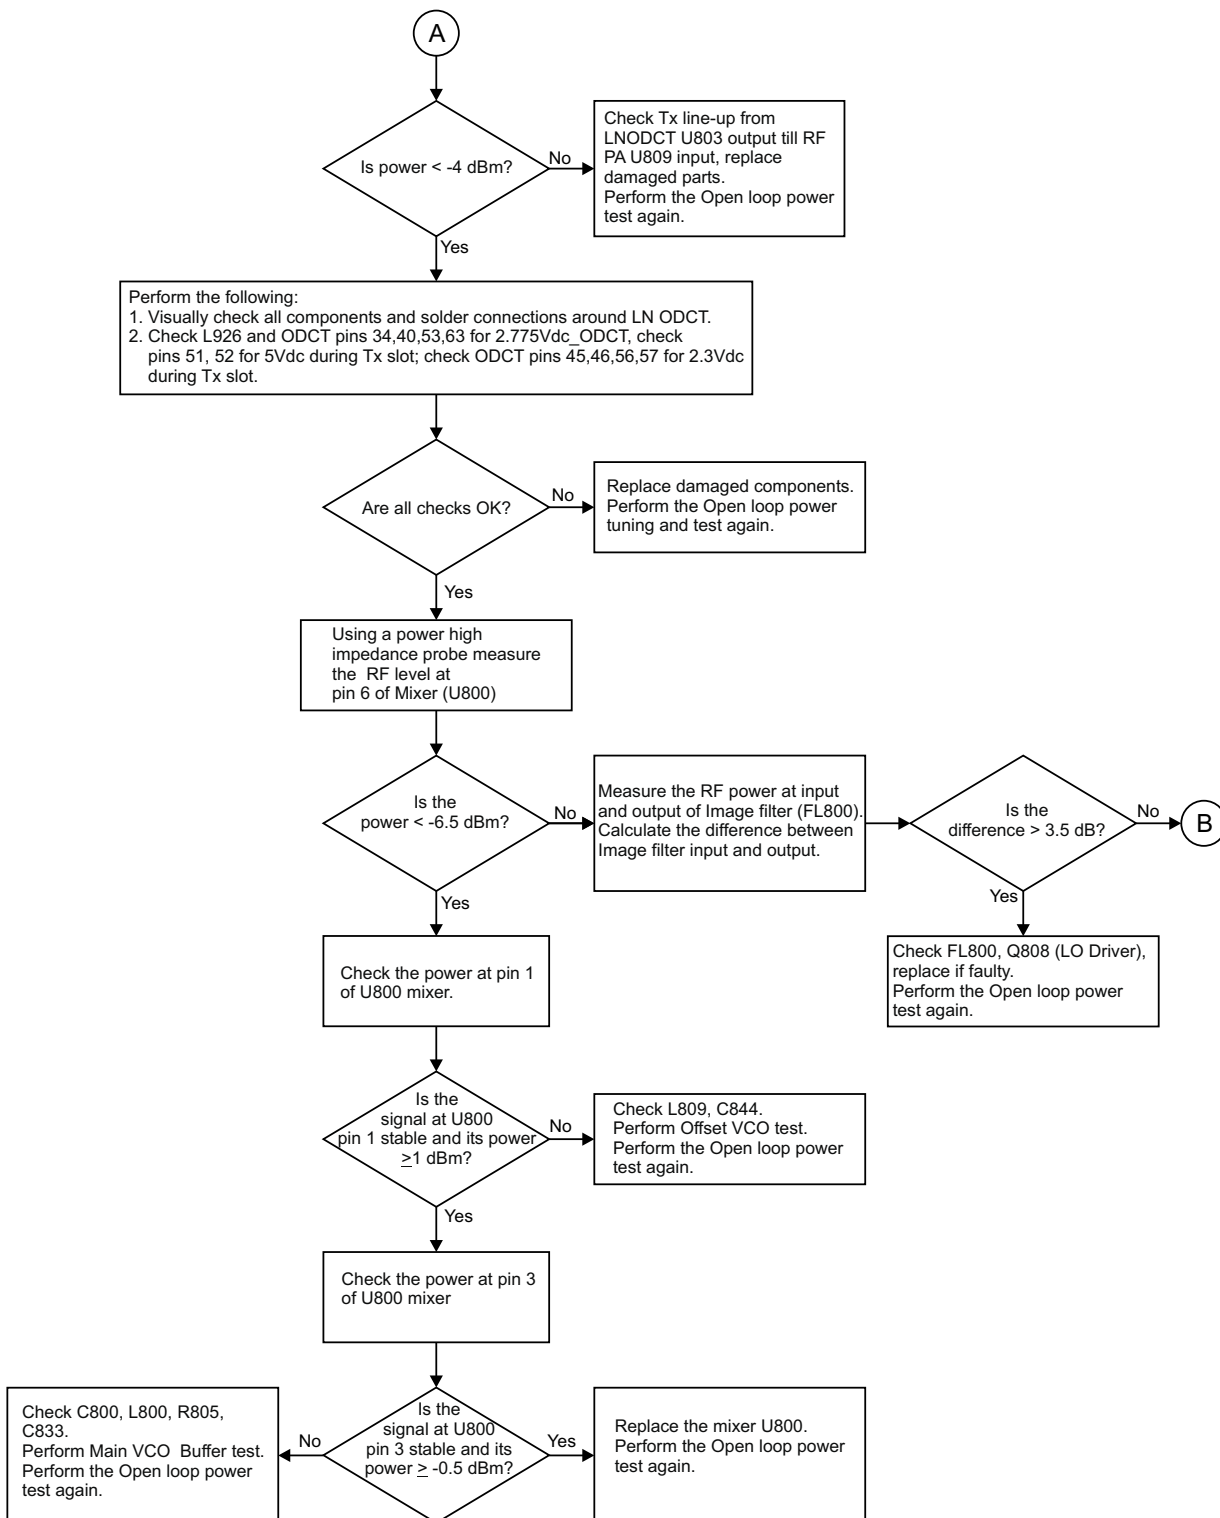 A
Is power < -4 dBm?
No
Check Tx line-up from
LNODCT U803 output till RF
PA U809 input, replace
damaged parts.
Perform the Open loop power
test again.
Yes
Perform the following:
1. Visually check all components and solder connections around LN ODCT.
2. Check L926 and ODCT pins 34,40,53,63 for 2.775Vdc_ODCT, check
pins 51, 52 for 5Vdc during Tx slot; check ODCT pins 45,46,56,57 for 2.3Vdc
during Tx slot.
Are all checks OK?
No
Replace damaged components.
Perform the Open loop power
tuning and test again.
Yes
Using a power high
impedance probe measure
the RF level at
pin 6 of Mixer (U800)
Is the
power < -6.5 dBm?
No
Measure the RF power at input
and output of Image filter (FL800).
Calculate the difference between
Image filter input and output.
Is the
difference > 3.5 dB?
No
B
Yes
Yes
Check FL800, Q808 (LO Driver),
replace if faulty.
Perform the Open loop power
test again.
Check the power at pin 1
of U800 mixer.
Is the
signal at U800
pin 1 stable and its power
≥1 dBm?
No
Check L809, C844.
Perform Offset VCO test.
Perform the Open loop power
test again.
Yes
Check the power at pin 3
of U800 mixer
Is the
signal at U800
pin 3 stable and its
power ≥ -0.5 dBm?
No
Check C800, L800, R805,
C833.
Perform Main VCO Buffer test.
Perform the Open loop power
test again.
Yes
Replace the mixer U800.
Perform the Open loop power
test again.